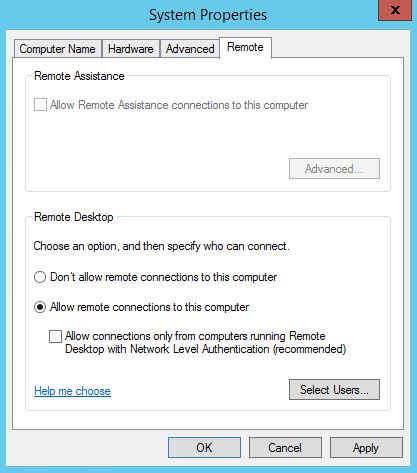 System Properties
x
Computer Name
Hardware
Advanced
Remote
Remote Assistance
Allow Remote Assistance connections to this computer
Advanced...
Remote Desktop
Choose an option, and then specify who can connect.
Don't allow remote connections to this computer
Allow remote connections to this computer
Allow connections only from computers running Remote
Desktop with Network Level Authentication (recommended)
Help me choose
Select Users...
OK
Cancel
Apply